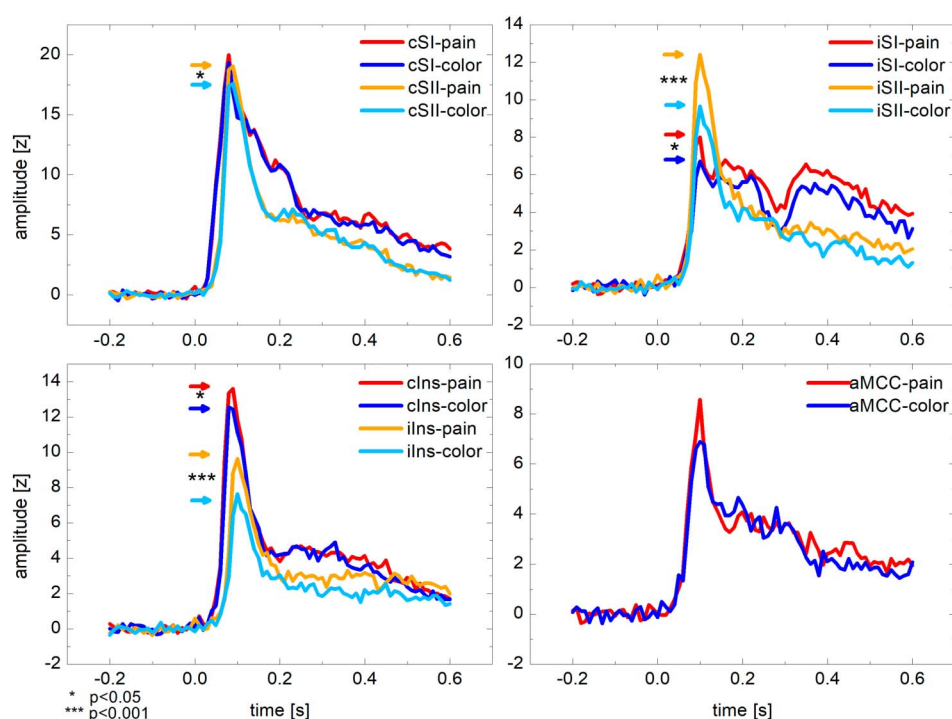 cSI-pain
cSI-color
cSII-pain
cSII-color
*
20
15
10
5
0
-0.2 0.0 0.2 0.4 0.6
amplitude [z]
iSI-pain
iSI-color
iSII-pain
iSII-color
***
*
14
12
10
8
6
4
2
0
-2
-0.2 0.0 0.2 0.4 0.6
cIns-pain
cIns-color
iIns-pain
iIns-color
*
***
14
12
10
8
6
4
2
0
-2
-0.2 0.0 0.2 0.4 0.6
amplitude [z]
time [s]
aMCC-pain
aMCC-color
10
8
6
4
2
0
-2
-0.2 0.0 0.2 0.4 0.6
time [s]
* p<0.05
*** p<0.001